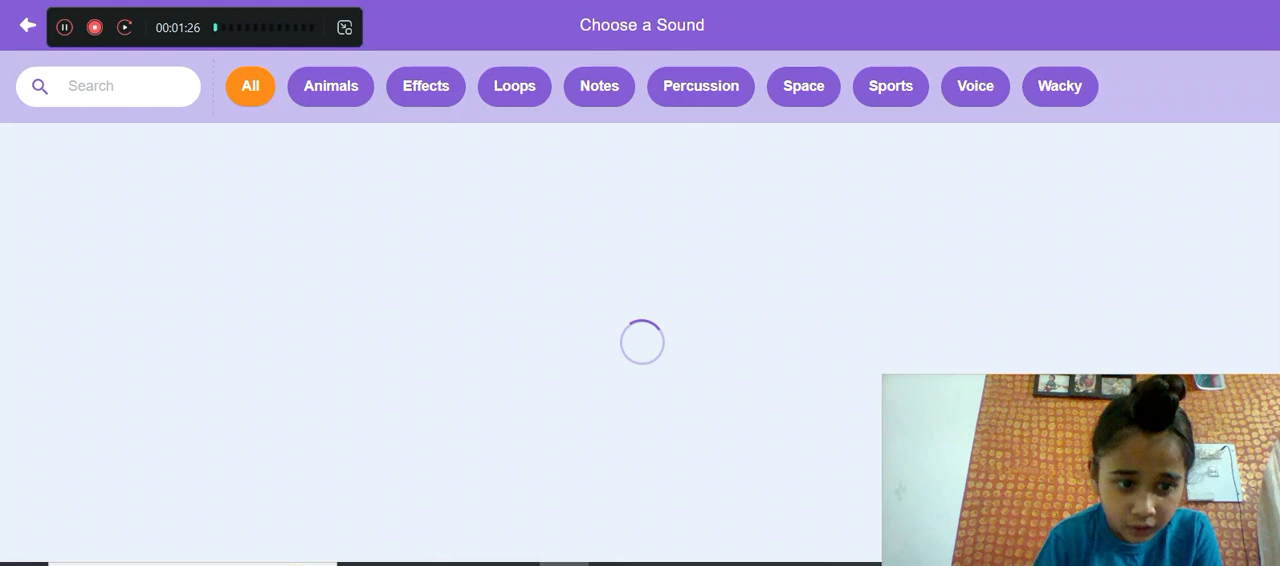 00:01:26
Choose a Sound
Search
All
Animals
Effects
Loops
Notes
Percussion
Space
Sports
Voice
Wacky